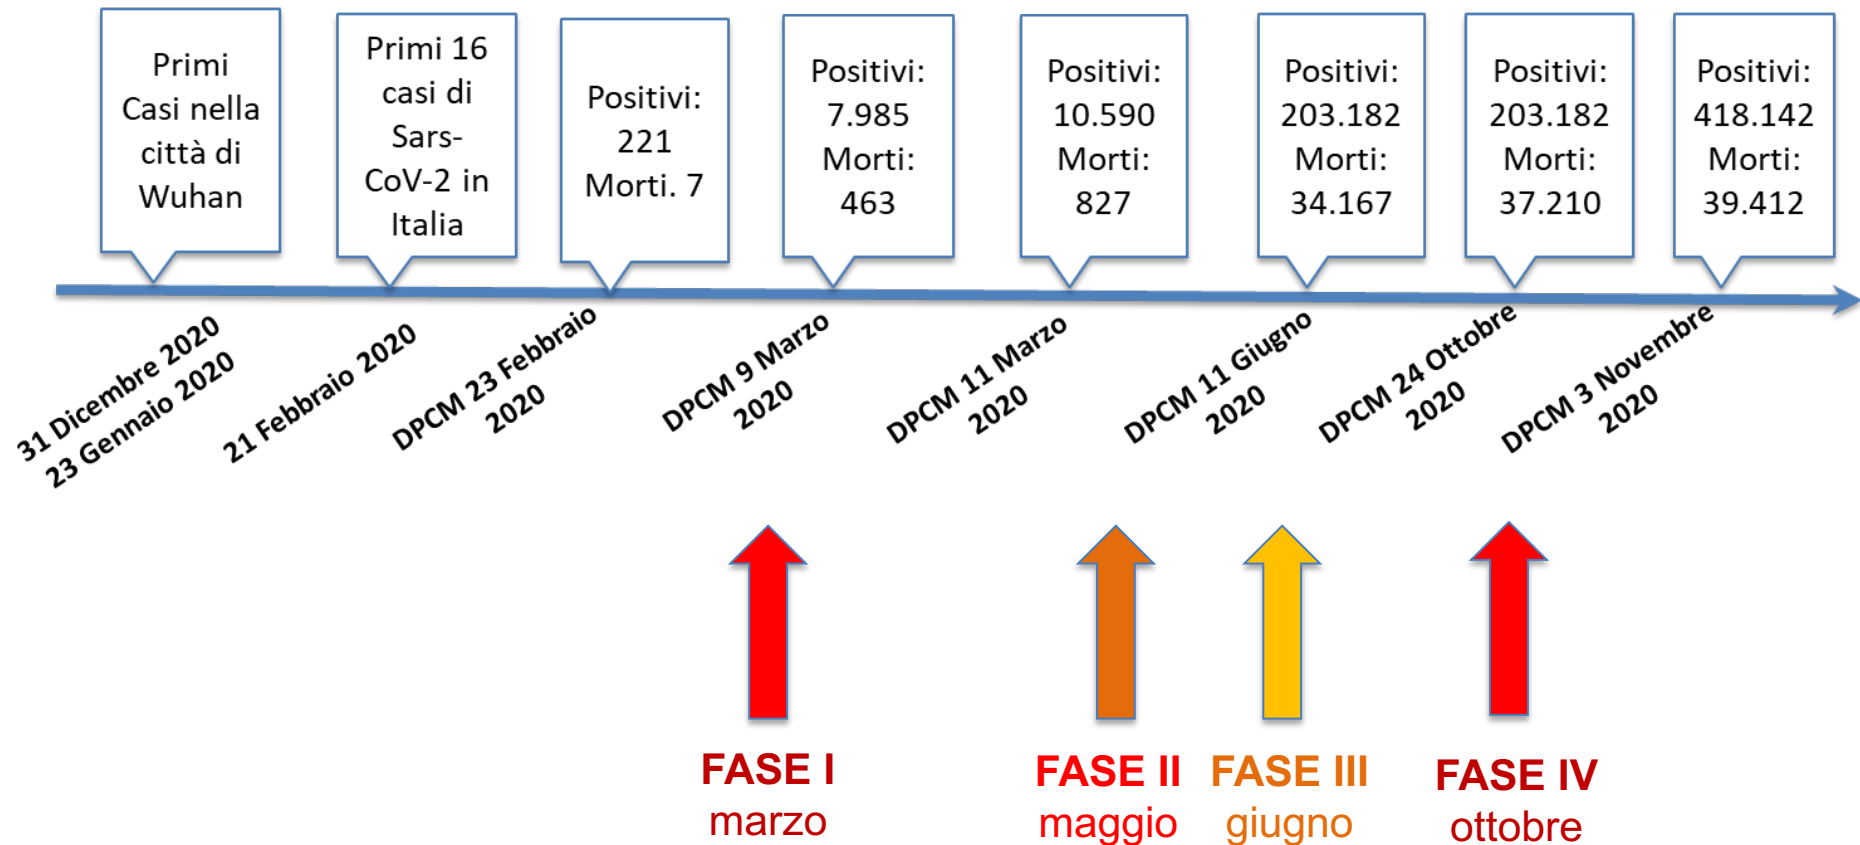 Primi
Casi nella
città di
Wuhan
Primi 16
casi di
Sars-
CoV-2 in
Italia
Positivi:
221
Morti. 7
Positivi:
7.985
Morti:
463
Positivi:
10.590
Morti:
827
Positivi:
203.182
Morti:
34.167
Positivi:
203.182
Morti:
37.210
Positivi:
418.142
Morti:
39.412
31 Dicembre 2020
23 Gennaio 2020
21 Febbraio 2020
DPCM 23 Febbraio
2020
DPCM 9 Marzo
2020
DPCM 11 Marzo
2020
DPCM 11 Giugno
2020
DPCM 24 Ottobre
2020
DPCM 3 Novembre
2020
FASE I
marzo
FASE II
maggio
FASE III
giugno
FASE IV
ottobre